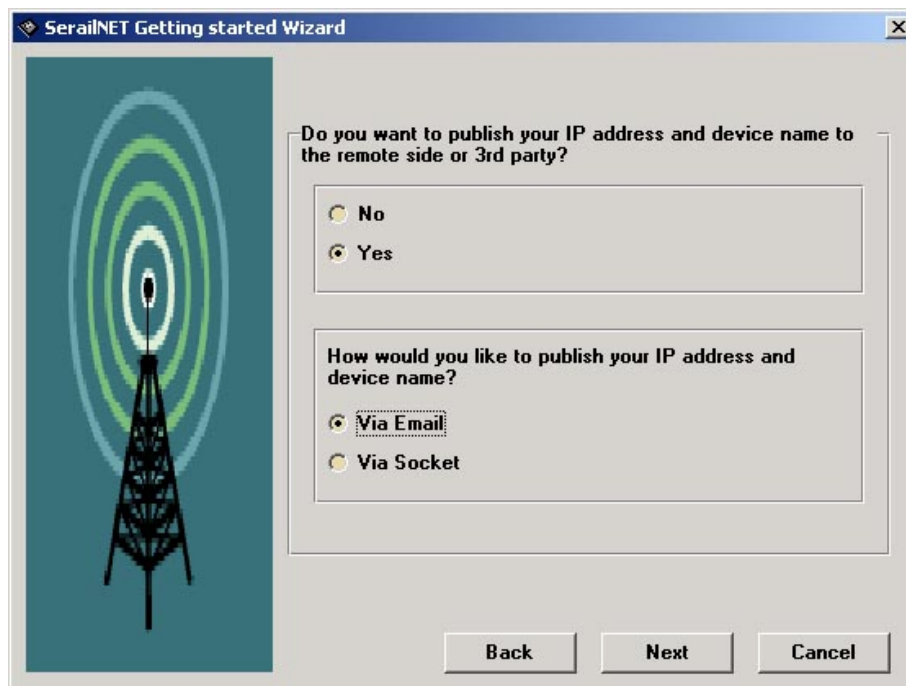 SerailNET Getting started Wizard
Do you want to publish your IP address and device name to
the remote side or 3rd party?
No
Yes
How would you like to publish your IP address and
device name?
Via Email
Via Socket
Back
Next
Cancel